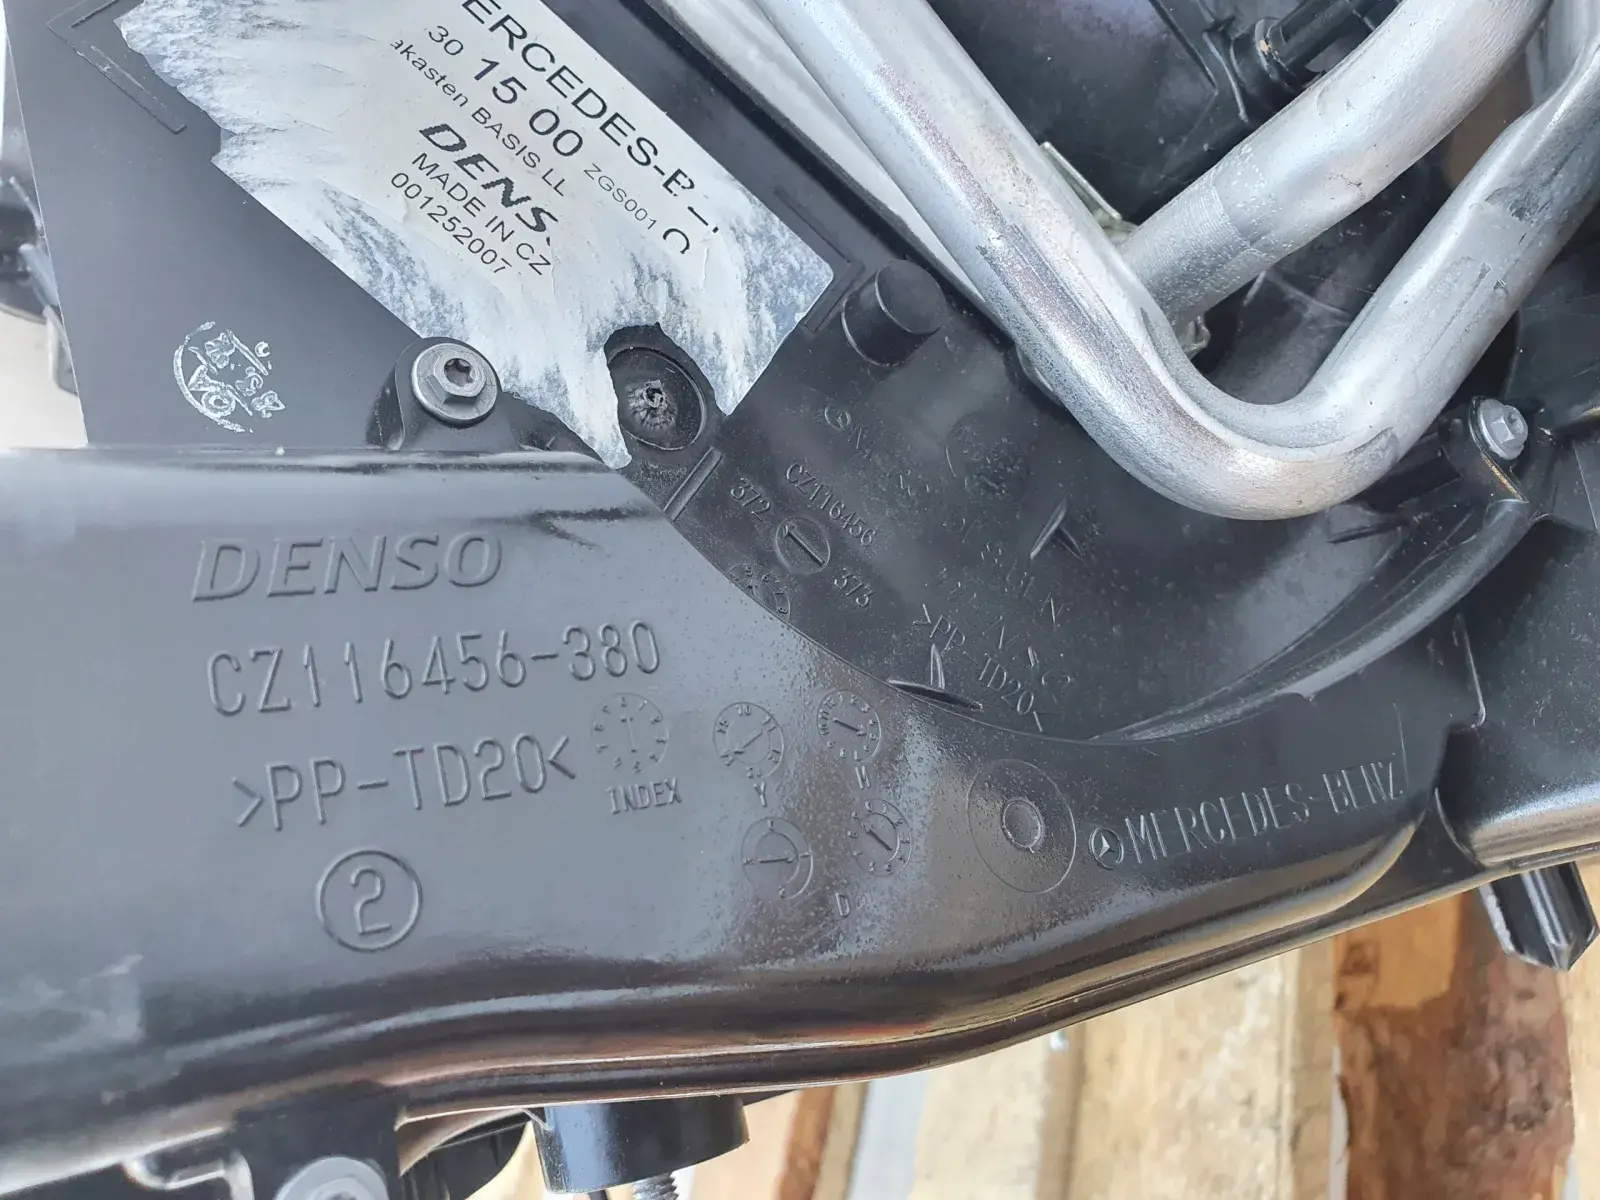 ERCEDES-B
30 15 00 ZGS001
akasten BASIS LL
DENS
MADE IN CZ
001252007
CZ116456
372
373
>PP-TD20<
DENSO
CZ116456-380
>PP-TD20<
INDEX
Y
M
D
2
MERCEDES-BENZ